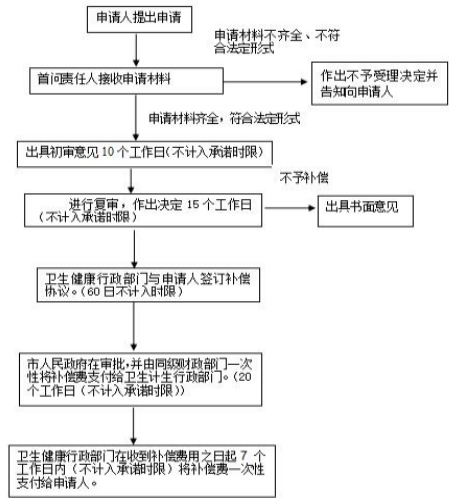 申请人提出申请
申请材料不齐全、不符
合法定形式
首问责任人接收申请材料
作出不予受理决定并
告知向申请人
申请材料齐全，符合法定形式
出具初审意见10个工作日(不计入承诺时限)
不予补偿
进行复审，作出决定15个工作日
(不计入承诺时限)
出具书面意见
卫生健康行政部门与申请人签订补偿
协议。(60日不计入时限)
市人民政府在审批,并由同级财政部门一次
性将补偿费支付给卫生计生行政部门。(20
个工作日（不计入承诺时限）)
卫生健康行政部门在收到补偿费用之日起7 个
工作日内（不计入承诺时限）将补偿费一次性
支付给申请人。